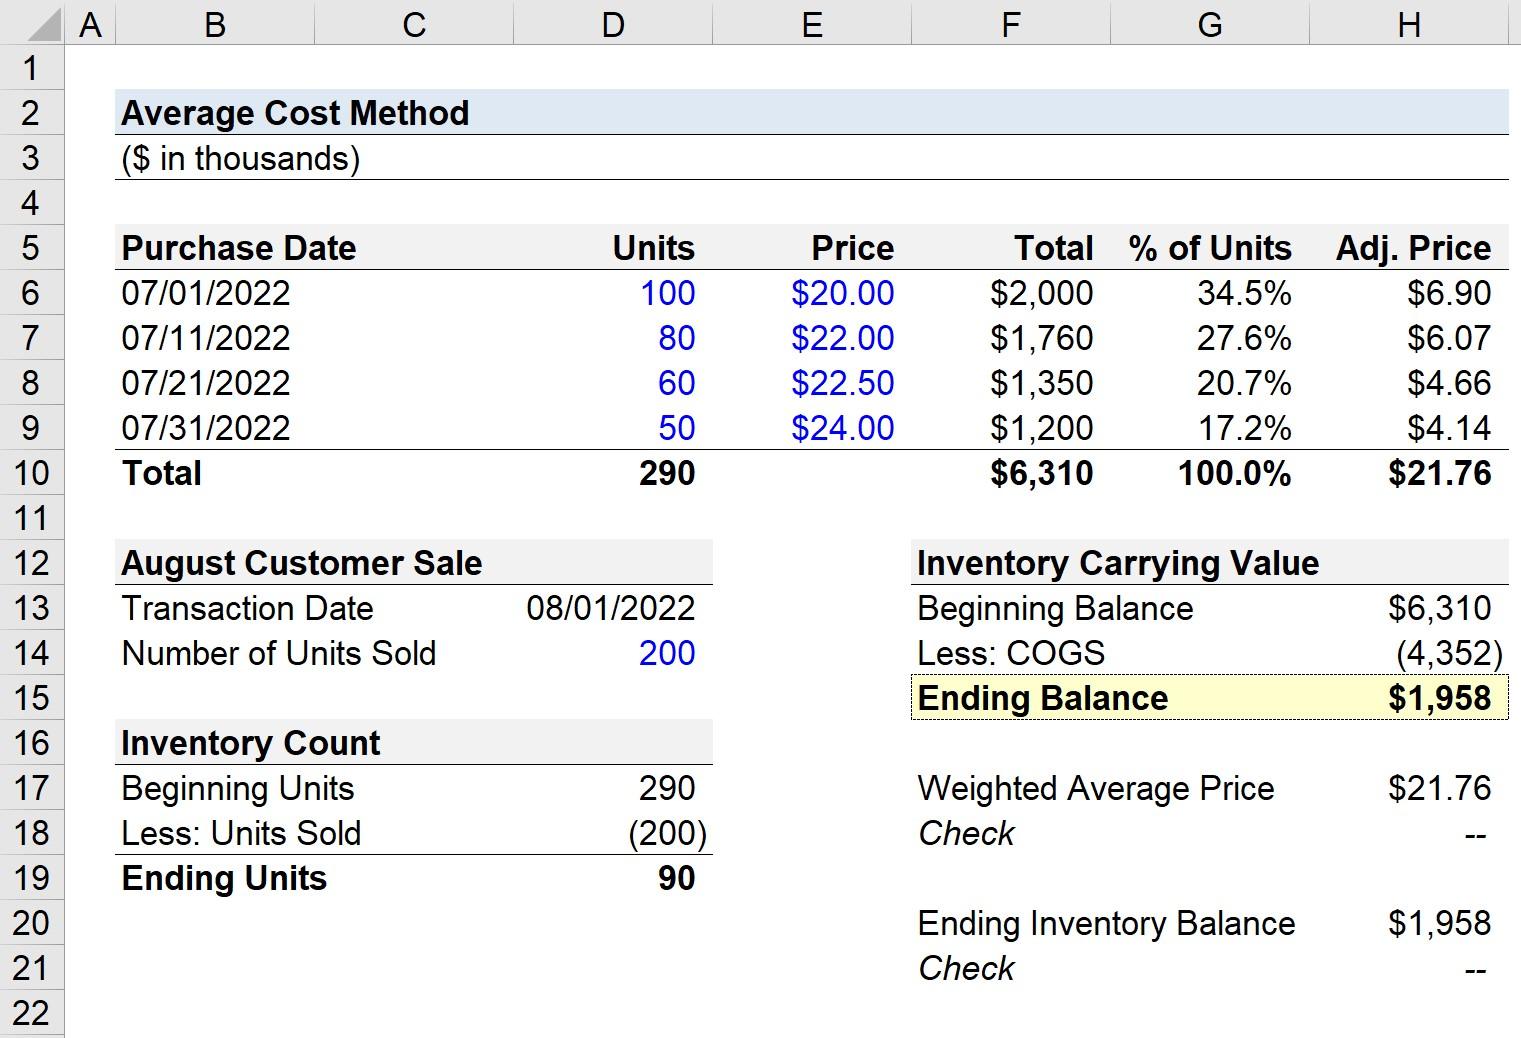 A B C D E F G H
1
2 Average Cost Method
3 ($ in thousands)
4
5 Purchase Date Units Price Total % of Units Adj. Price
6 07/01/2022 100 $20.00 $2,000 34.5% $6.90
7 07/11/2022 80 $22.00 $1,760 27.6% $6.07
8 07/21/2022 60 $22.50 $1,350 20.7% $4.66
9 07/31/2022 50 $24.00 $1,200 17.2% $4.14
10 Total 290 $6,310 100.0% $21.76
11
12 August Customer Sale Inventory Carrying Value
13 Transaction Date 08/01/2022 Beginning Balance $6,310
14 Number of Units Sold 200 Less: COGS (4,352)
15 Ending Balance $1,958
16 Inventory Count
17 Beginning Units 290 Weighted Average Price $21.76
18 Less: Units Sold (200) Check --
19 Ending Units 90
20 Ending Inventory Balance $1,958
21 Check --
22